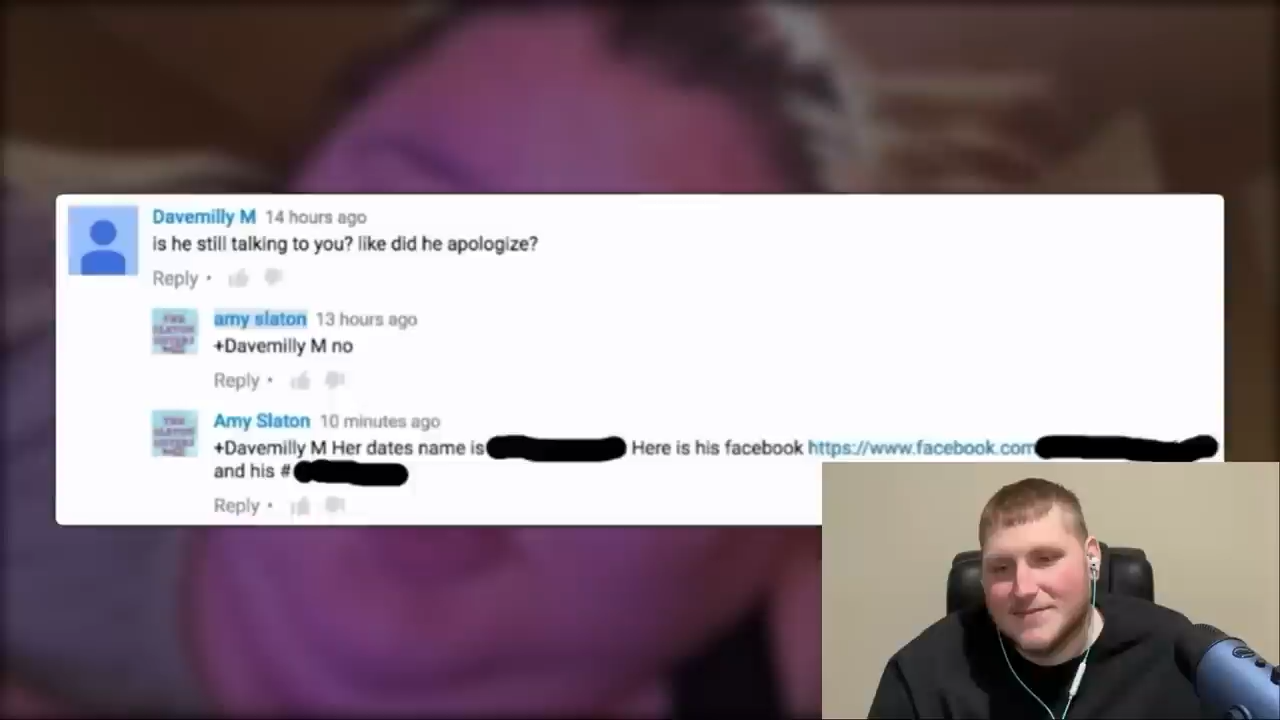 Davemilly M 14 hours ago
is he still talking to you? like did he apologize?
Reply •
amy slaton 13 hours ago
+Davemilly M no
Reply •
Amy Slaton 10 minutes ago
+Davemilly M Her dates name is Here is his facebook https://www.facebook.com
and his #
Reply •